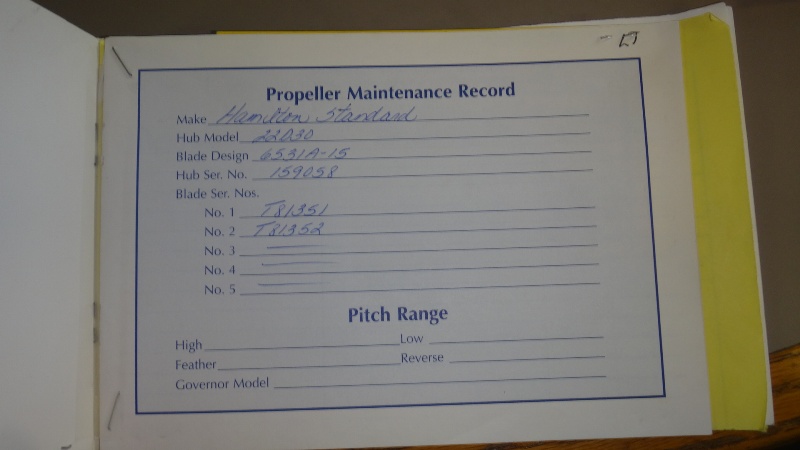 Propeller Maintenance Record
Make Hamilton Standard
Hub Model 22D30
Blade Design 6531A-15
Hub Ser. No. 159058
Blade Ser. Nos.
No. 1 T81351
No. 2 T81352
No. 3
No. 4
No. 5
Pitch Range
High Low
Feather Reverse
Governor Model